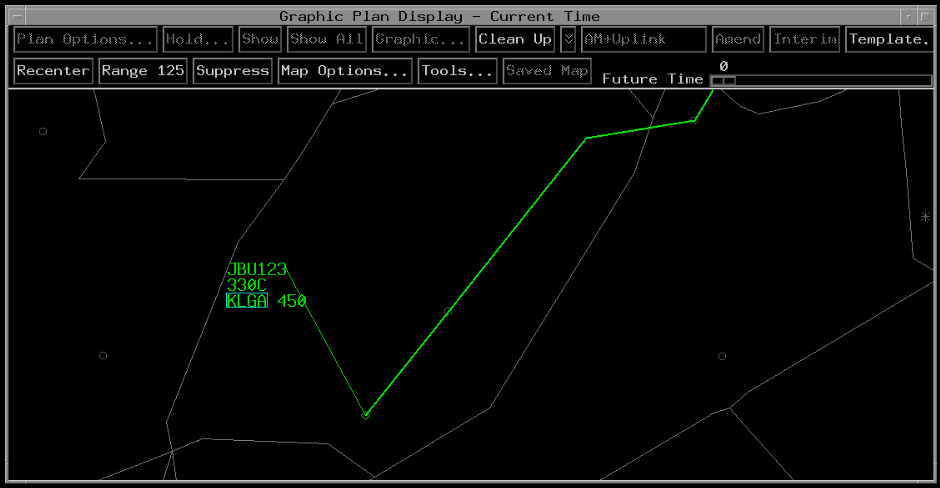 Graphic Plan Display - Current Time
Plan Options... Hold... Show Show All Graphic... Clean Up AM+Uplink Amend Interim Template.
Recenter Range 125 Suppress Map Options... Tools... Saved Map Future Time 0
JBU123
330C
KLGA 450